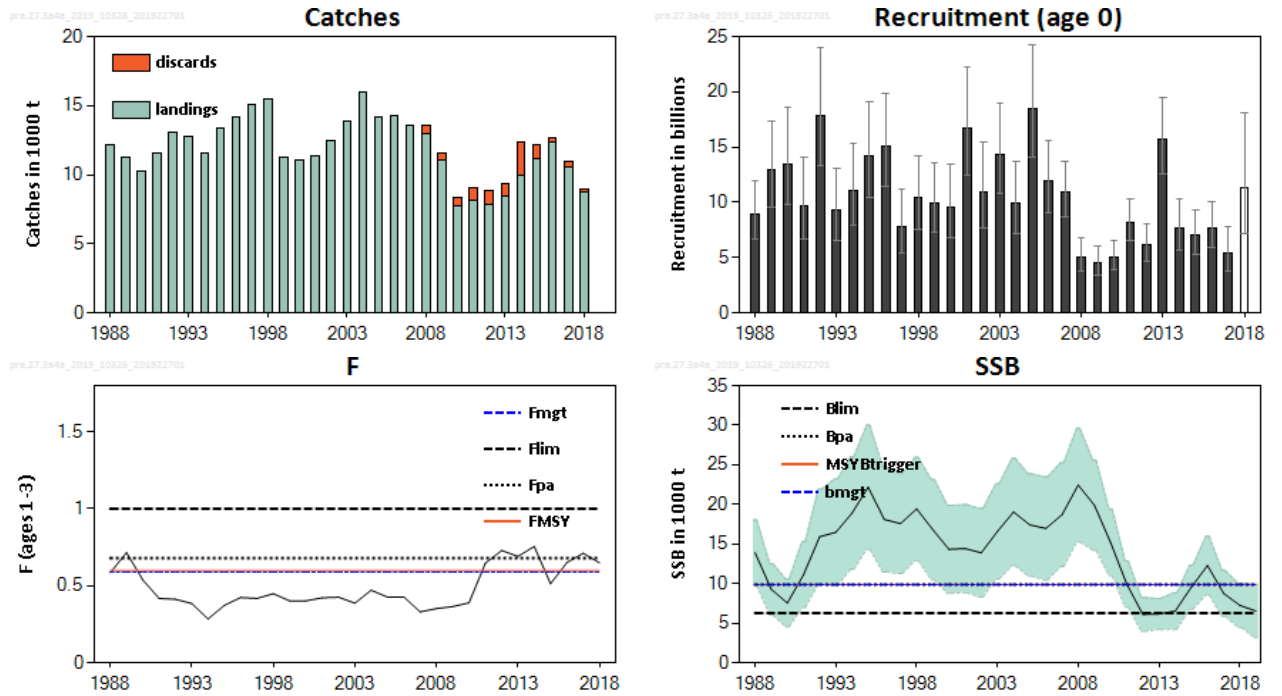 pra.27.3a4a_2019_10326_201922701
Catches
20
15
10
5
0
Catches in 1000 t
discards
landings
1988 1993 1998 2003 2008 2013 2018
pra.27.3a4a_2019_10326_201922701
Recruitment (age 0)
25
20
15
10
5
0
Recruitment in billions
1988 1993 1998 2003 2008 2013 2018
pra.27.3a4a_2019_10326_201922701
F
1.5
1
0.5
0
F (ages 1-3)
Fmgt
Flim
Fpa
FMSY
1988 1993 1998 2003 2008 2013 2018
pra.27.3a4a_2019_10326_201922701
SSB
35
30
25
20
15
10
5
0
SSB in 1000 t
Blim
Bpa
MSYBtrigger
bmgt
1988 1993 1998 2003 2008 2013 2018